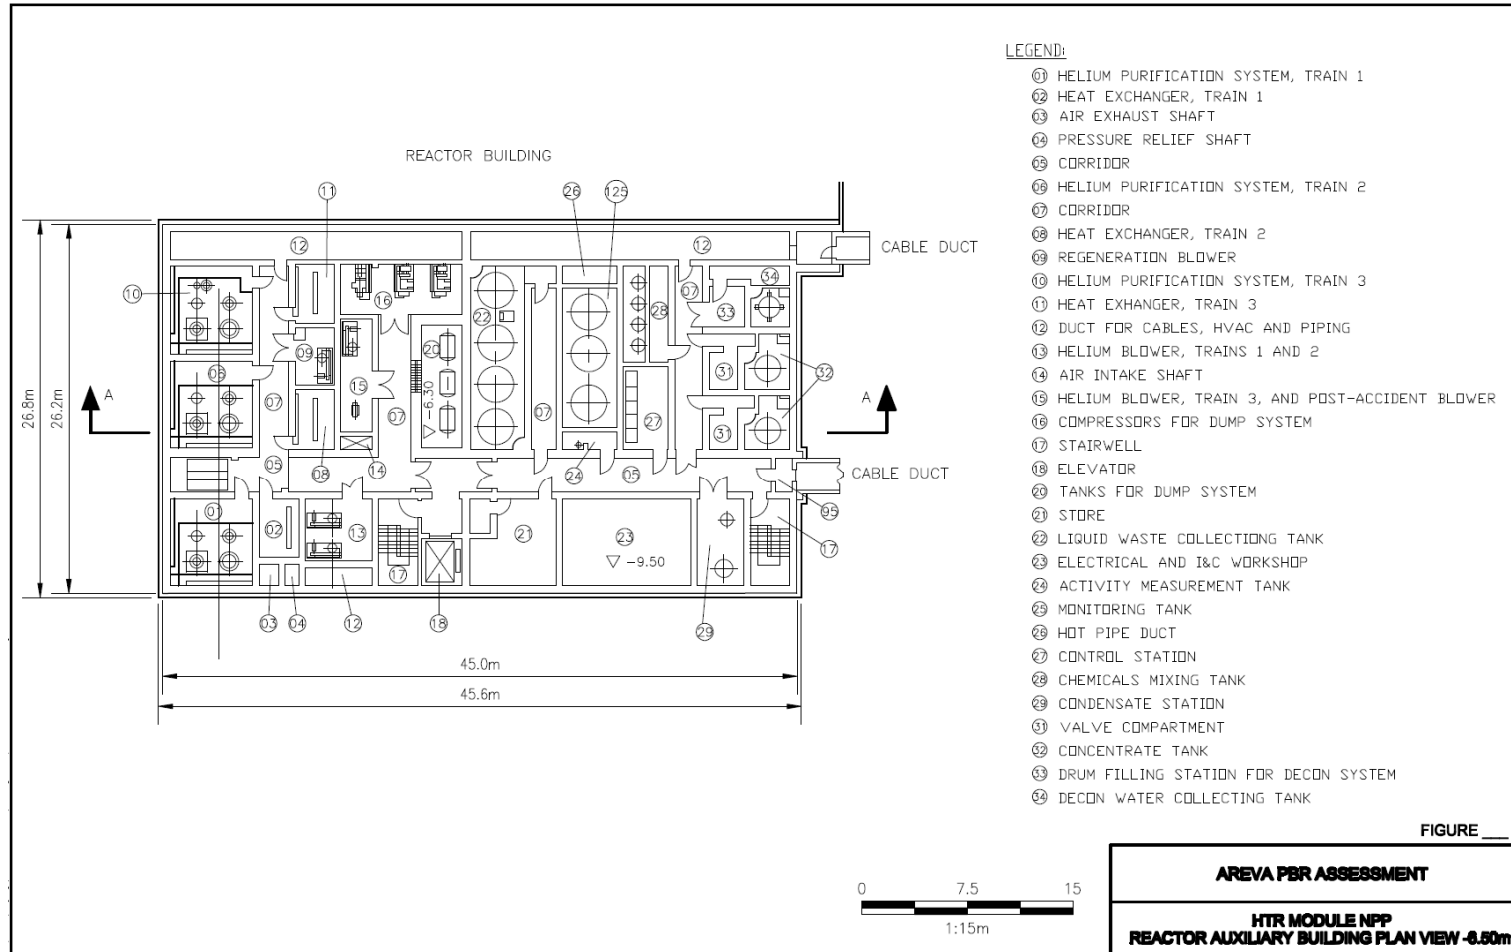 LEGEND:
01 HELIUM PURIFICATION SYSTEM, TRAIN 1
02 HEAT EXCHANGER, TRAIN 1
03 AIR EXHAUST SHAFT
04 PRESSURE RELIEF SHAFT
05 CORRIDOR
06 HELIUM PURIFICATION SYSTEM, TRAIN 2
07 CORRIDOR
08 HEAT EXCHANGER, TRAIN 2
09 REGENERATION BLOWER
10 HELIUM PURIFICATION SYSTEM, TRAIN 3
11 HEAT EXHANGER, TRAIN 3
12 DUCT FOR CABLES, HVAC AND PIPING
13 HELIUM BLOWER, TRAINS 1 AND 2
14 AIR INTAKE SHAFT
15 HELIUM BLOWER, TRAIN 3, AND POST-ACCIDENT BLOWER
16 COMPRESSORS FOR DUMP SYSTEM
17 STAIRWELL
18 ELEVATOR
20 TANKS FOR DUMP SYSTEM
21 STORE
22 LIQUID WASTE COLLECTIONG TANK
23 ELECTRICAL AND I&C WORKSHOP
24 ACTIVITY MEASUREMENT TANK
25 MONITORING TANK
26 HOT PIPE DUCT
27 CONTROL STATION
28 CHEMICALS MIXING TANK
29 CONDENSATE STATION
31 VALVE COMPARTMENT
32 CONCENTRATE TANK
33 DRUM FILLING STATION FOR DECON SYSTEM
34 DECON WATER COLLECTING TANK
REACTOR BUILDING
11
26
125
12
12
CABLE DUCT
10
16
22
28
07
33
34
09
20
06
15
-6.30
31
32
A
A
26.8m
26.2m
07
07
07
27
31
08
14
05
24
05
CABLE DUCT
95
01
02
13
17
21
23
-9.50
17
03
04
12
18
29
45.0m
45.6m
0 7.5 15
1:15m
FIGURE ___
AREVA PBR ASSESSMENT
HTR MODULE NPP
REACTOR AUXILIARY BUILDING PLAN VIEW -6.50m